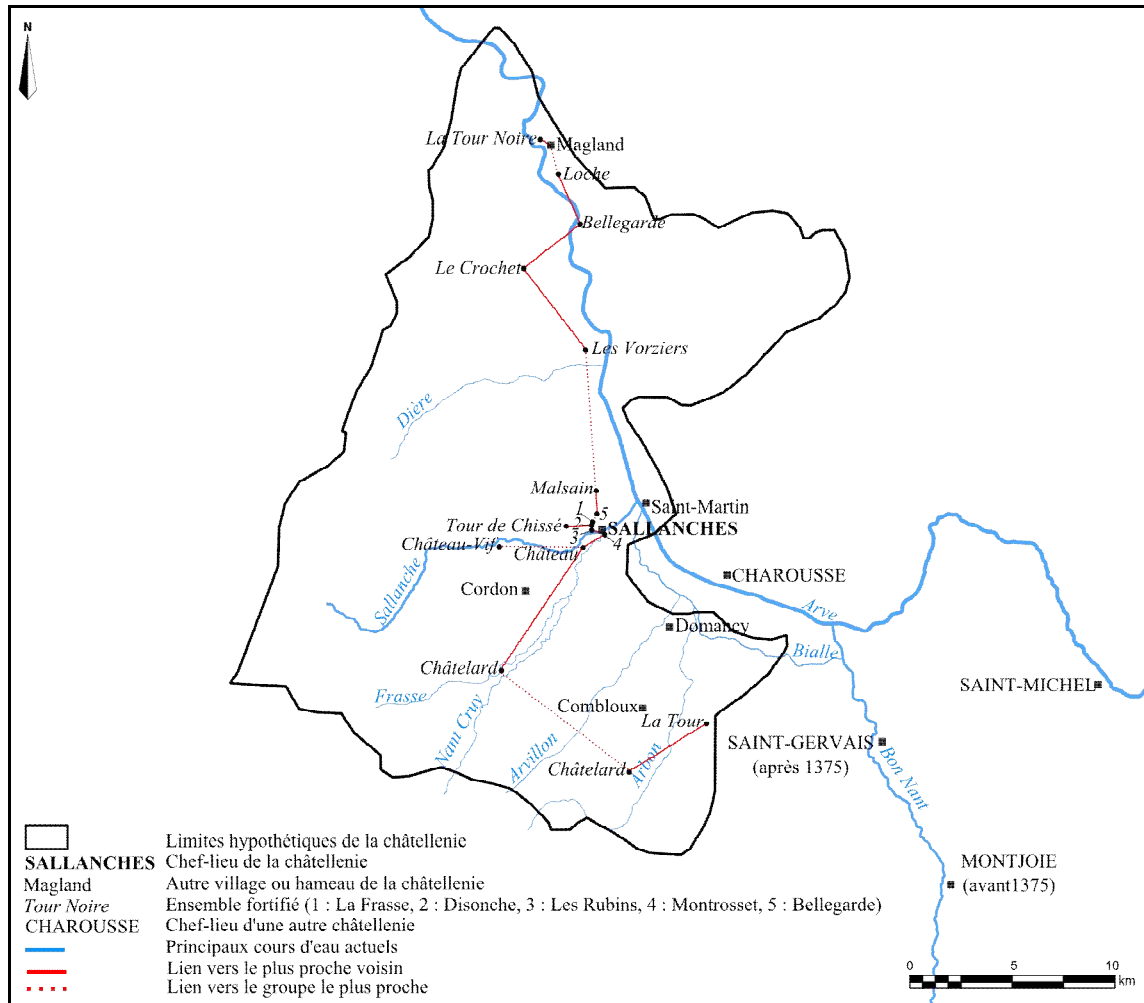 N
La Tour Noire
Magland
Loche
Bellegarde
Le Crochet
Les Vorziers
Dière
Malsain
Saint-Martin
1
5
2
Tour de Chissé
SALLANCHES
3
4
Château-Vif
Château
CHAROUSSE
Sallanche
Cordon
Arve
Domancy
Bialle
Châtelard
Frasse
SAINT-MICHEL
Nant Cruy
Combloux
La Tour
SAINT-GERVAIS
(après 1375)
Arvillon
Châtelard
Arbon
Bon Nant
MONTJOIE
(avant1375)
Limites hypothétiques de la châtellenie
SALLANCHES Chef-lieu de la châtellenie
Magland Autre village ou hameau de la châtellenie
Tour Noire Ensemble fortifié (1 : La Frasse, 2 : Disonche, 3 : Les Rubins, 4 : Montrosset, 5 : Bellegarde)
CHAROUSSE Chef-lieu d'une autre châtellenie
Principaux cours d'eau actuels
Lien vers le plus proche voisin
Lien vers le groupe le plus proche
0 5 10
km